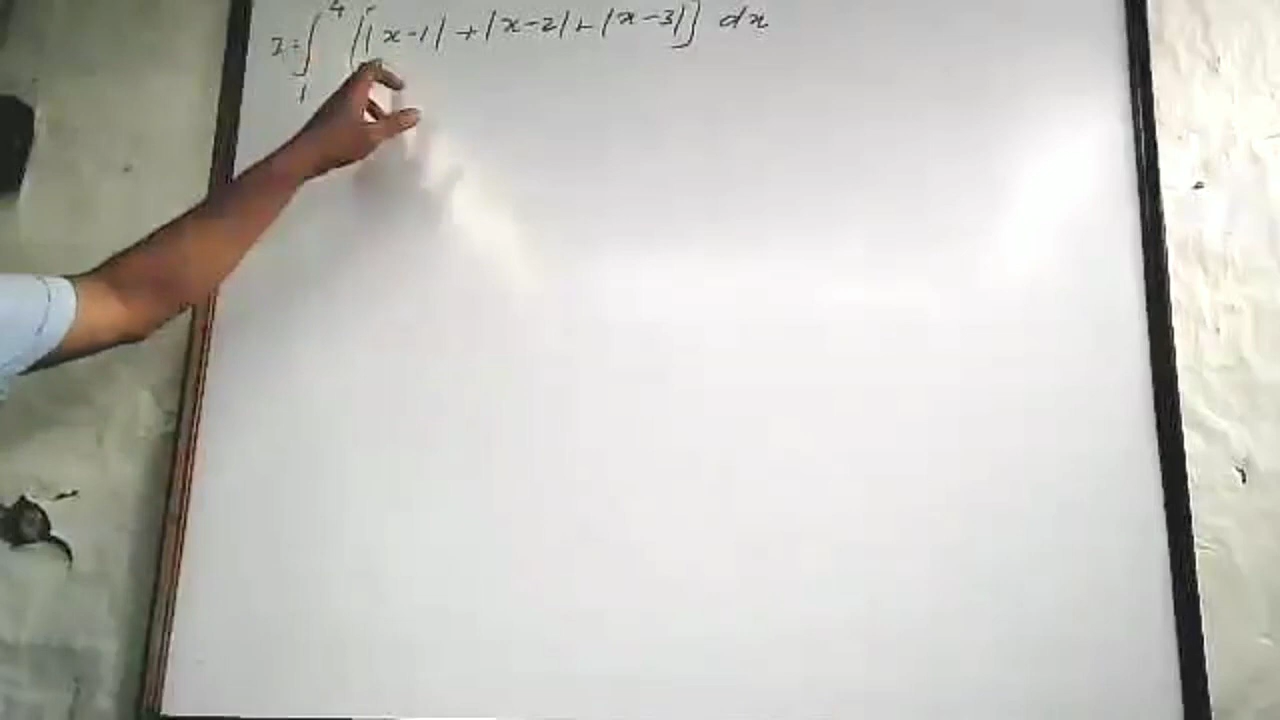 I = ∫₁⁴ [|x-1| + |x-2| + |x-3|] dx